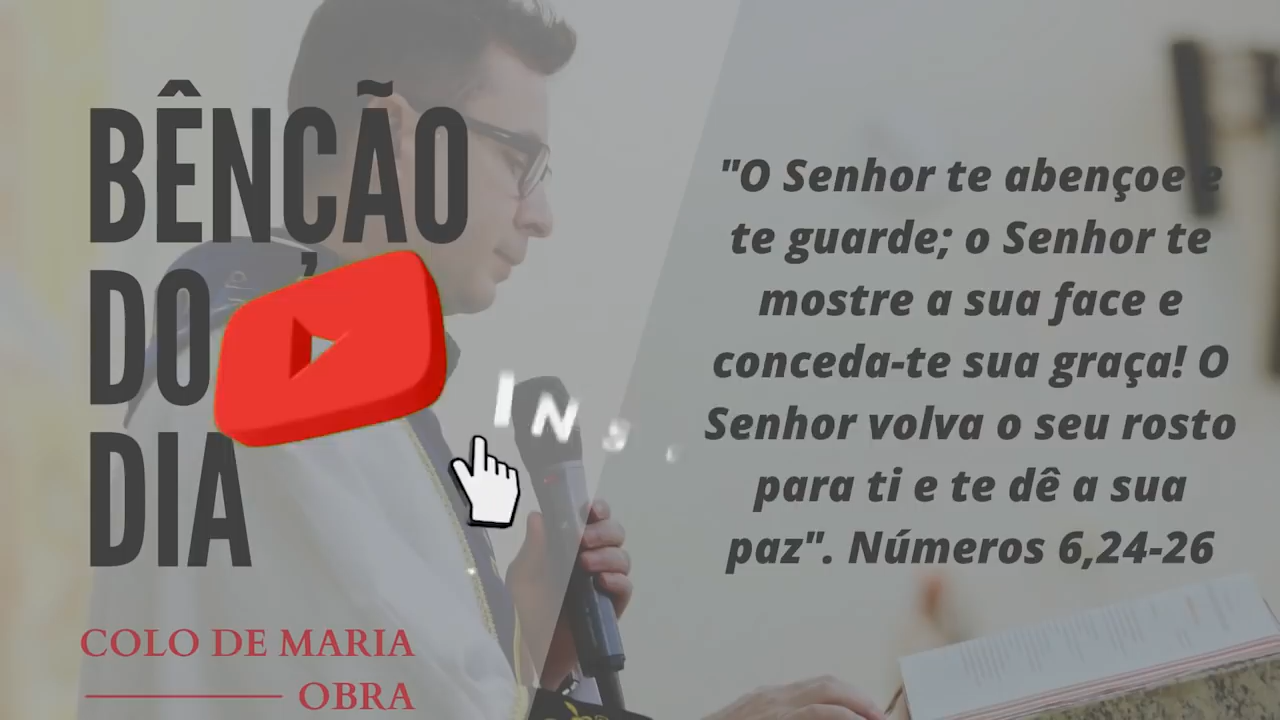 BÊNÇÃO
DO
DIA
COLO DE MARIA
OBRA
"O Senhor te abençoe e
te guarde; o Senhor te
mostre a sua face e
conceda-te sua graça! O
Senhor volva o seu rosto
para ti e te dê a sua
paz". Números 6,24-26